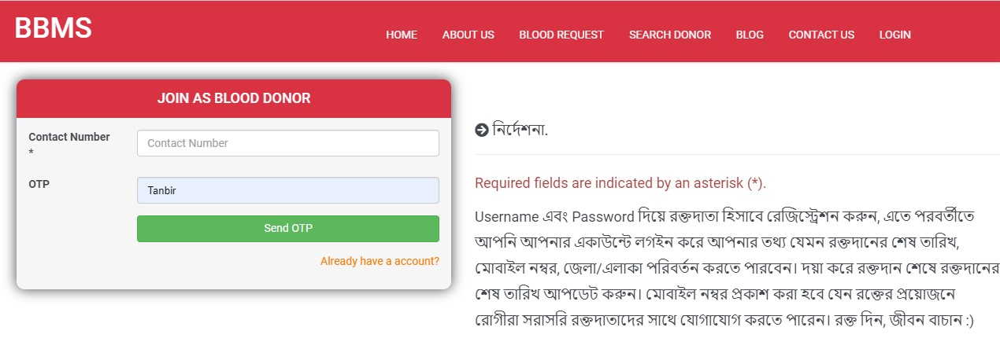 BBMS
HOME ABOUT US BLOOD REQUEST SEARCH DONOR BLOG CONTACT US LOGIN
JOIN AS BLOOD DONOR
Contact Number
*
Contact Number
OTP
Tanbir
Send OTP
Already have a account?
নির্দেশনা.
Required fields are indicated by an asterisk (*).
Username এবং Password দিয়ে রক্তদাতা হিসাবে রেজিস্ট্রেশন করুন, এতে পরবর্তীতে
আপনি আপনার একাউন্টে লগইন করে আপনার তথ্য যেমন রক্তদানের শেষ তারিখ,
মোবাইল নম্বর, জেলা/এলাকা পরিবর্তন করতে পারবেন। দয়া করে রক্তদান শেষে রক্তদানের
শেষ তারিখ আপডেট করুন। মোবাইল নম্বর প্রকাশ করা হবে যেন রক্তের প্রয়োজনে
রোগীরা সরাসরি রক্তদাতাদের সাথে যোগাযোগ করতে পারেন। রক্ত দিন, জীবন বাচান :)